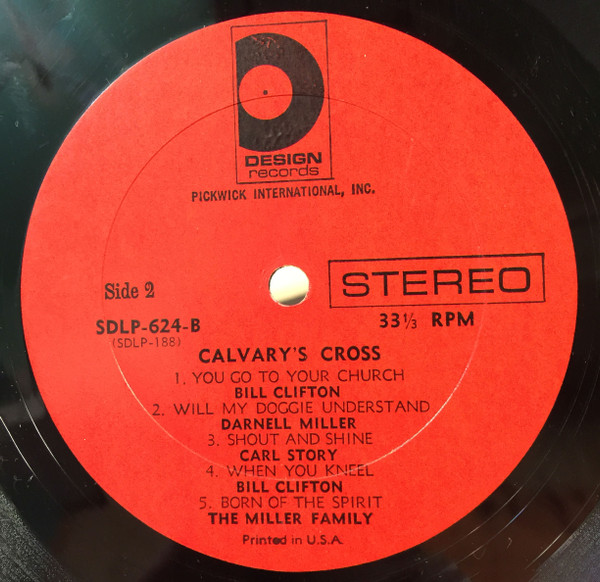 DESIGN
records
PICKWICK INTERNATIONAL, INC.
Side 2
STEREO
SDLP-624-B
33⅓ RPM
(SDLP-188)
CALVARY'S CROSS
1. YOU GO TO YOUR CHURCH
BILL CLIFTON
2. WILL MY DOGGIE UNDERSTAND
DARNELL MILLER
3. SHOUT AND SHINE
CARL STORY
4. WHEN YOU KNEEL
BILL CLIFTON
5. BORN OF THE SPIRIT
THE MILLER FAMILY
Printed in U.S.A.